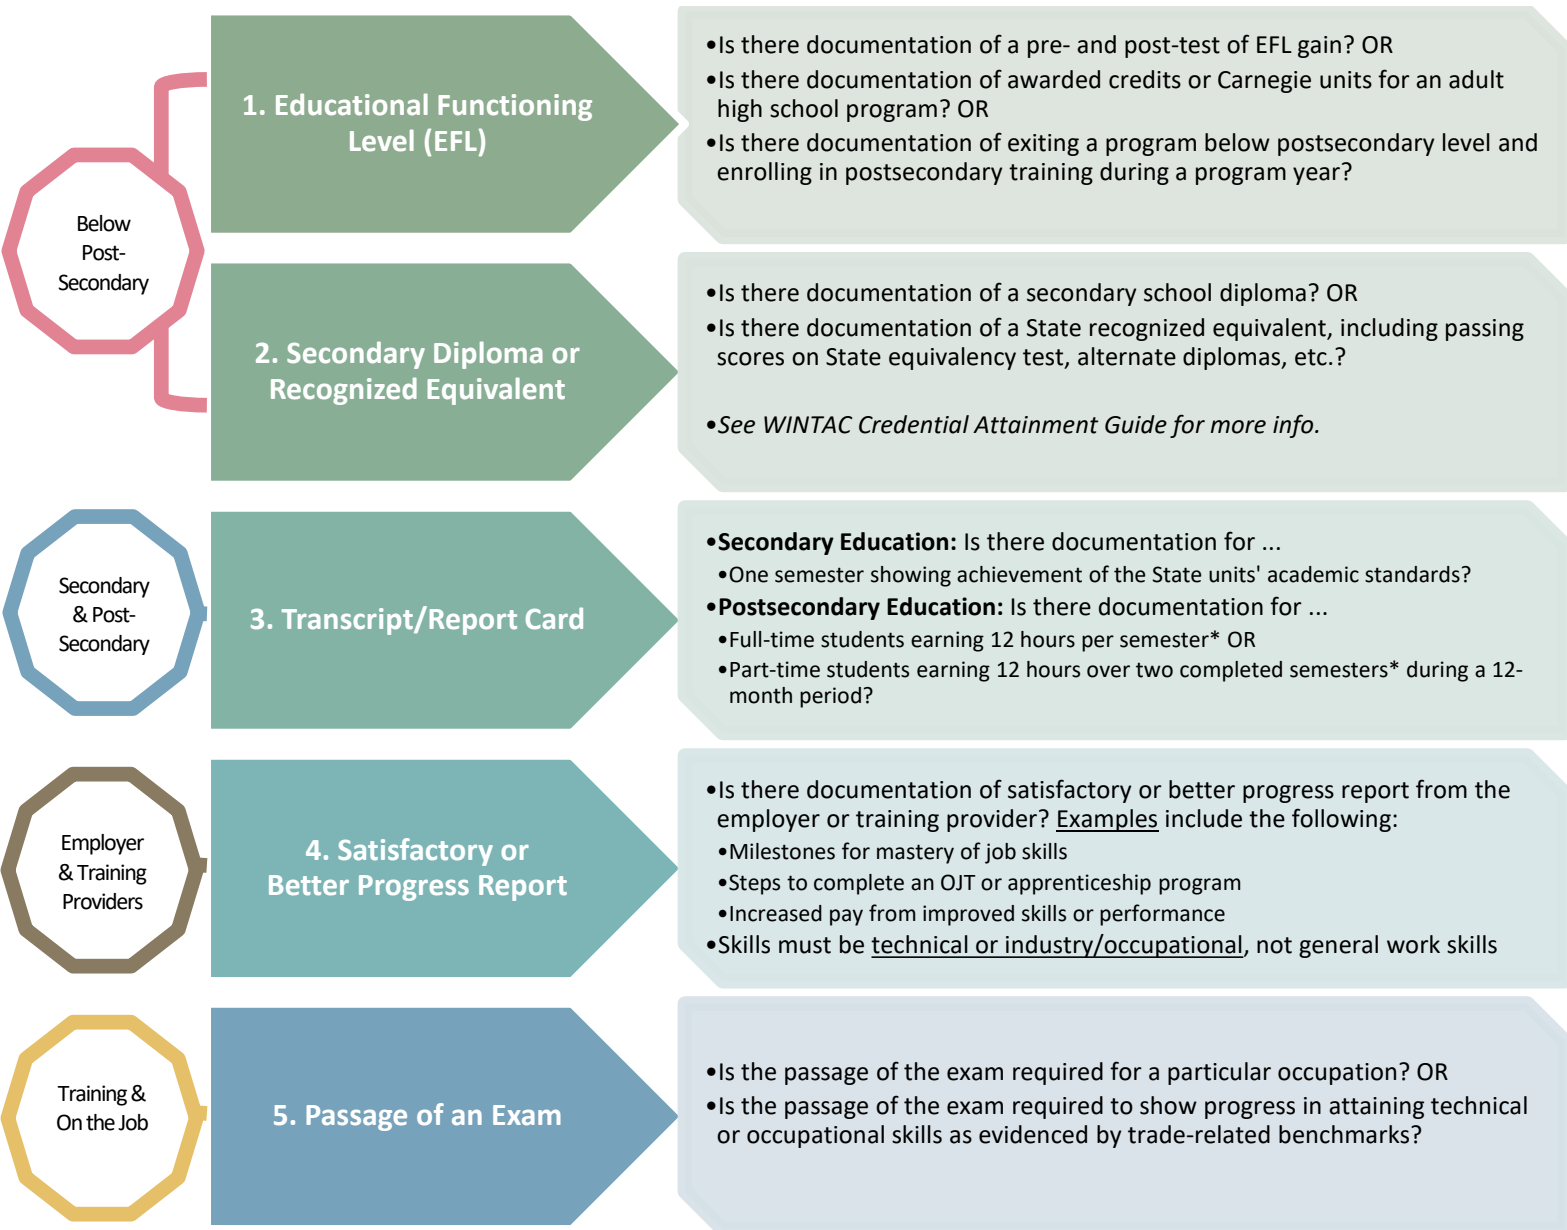 Below
Post-
Secondary
1. Educational Functioning
Level (EFL)
•Is there documentation of a pre- and post-test of EFL gain? OR
•Is there documentation of awarded credits or Carnegie units for an adult
high school program? OR
•Is there documentation of exiting a program below postsecondary level and
enrolling in postsecondary training during a program year?
2. Secondary Diploma or
Recognized Equivalent
•Is there documentation of a secondary school diploma? OR
•Is there documentation of a State recognized equivalent, including passing
scores on State equivalency test, alternate diplomas, etc.?
•See WINTAC Credential Attainment Guide for more info.
Secondary
& Post-
Secondary
3. Transcript/Report Card
•Secondary Education: Is there documentation for ...
•One semester showing achievement of the State units' academic standards?
•Postsecondary Education: Is there documentation for ...
•Full-time students earning 12 hours per semester* OR
•Part-time students earning 12 hours over two completed semesters* during a 12-
month period?
Employer
& Training
Providers
4. Satisfactory or
Better Progress Report
•Is there documentation of satisfactory or better progress report from the
employer or training provider? Examples include the following:
•Milestones for mastery of job skills
•Steps to complete an OJT or apprenticeship program
•Increased pay from improved skills or performance
•Skills must be technical or industry/occupational, not general work skills
Training &
On the Job
5. Passage of an Exam
•Is the passage of the exam required for a particular occupation? OR
•Is the passage of the exam required to show progress in attaining technical
or occupational skills as evidenced by trade-related benchmarks?